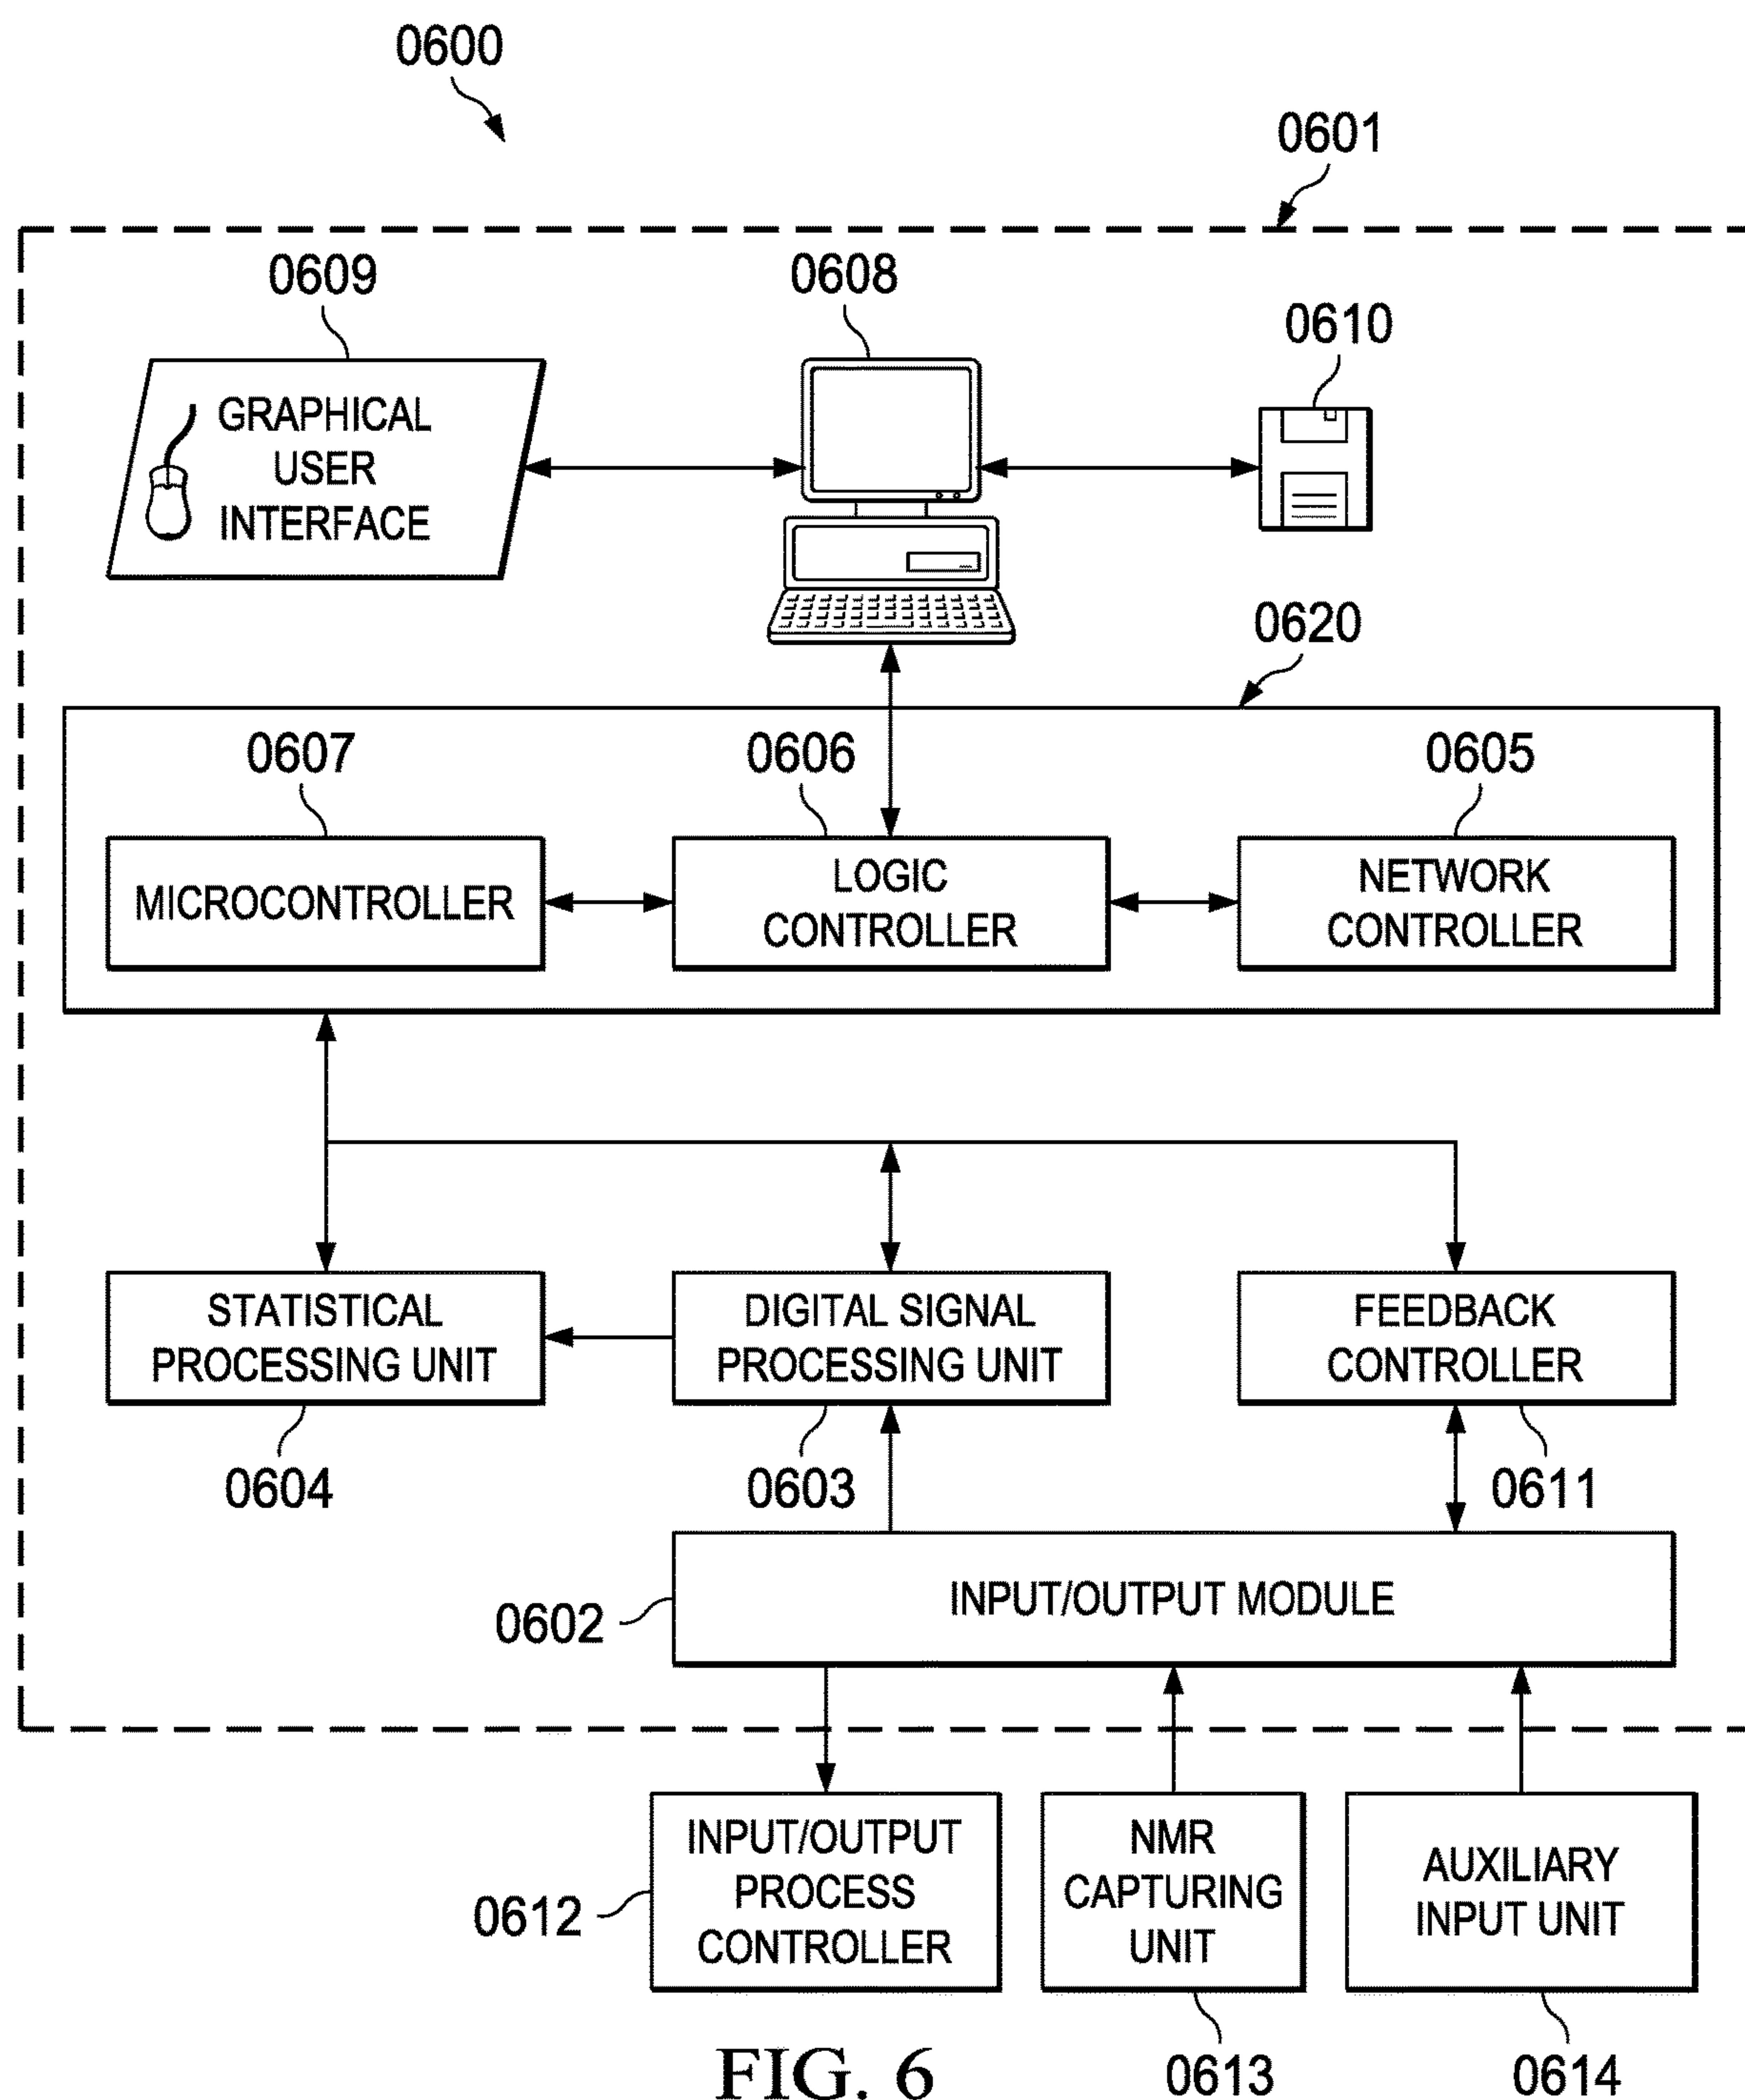 0600
0601
0609
0608
0610
GRAPHICAL
USER
INTERFACE
0620
0607
0606
0605
MICROCONTROLLER
LOGIC
CONTROLLER
NETWORK
CONTROLLER
STATISTICAL
PROCESSING UNIT
DIGITAL SIGNAL
PROCESSING UNIT
FEEDBACK
CONTROLLER
0604
0603
0611
INPUT/OUTPUT MODULE
0602
INPUT/OUTPUT
PROCESS
CONTROLLER
NMR
CAPTURING
UNIT
AUXILIARY
INPUT UNIT
0612
0613
0614
FIG. 6